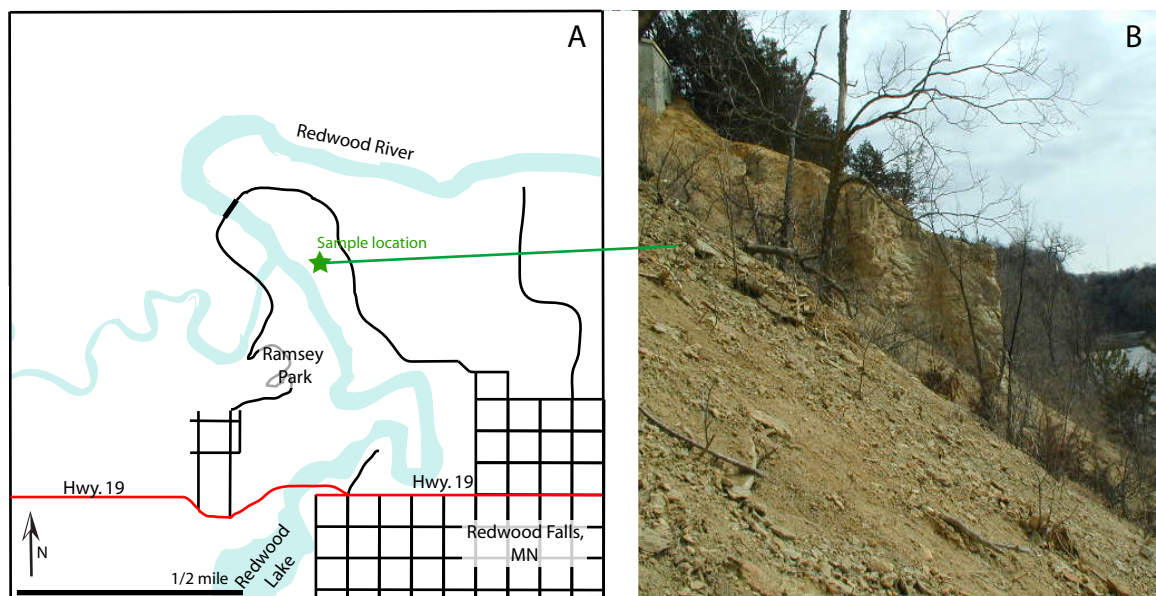 A
B
Redwood River
Sample location
Ramsey
Park
Hwy. 19
Hwy. 19
Redwood Falls,
MN
Redwood
Lake
N
1/2 mile